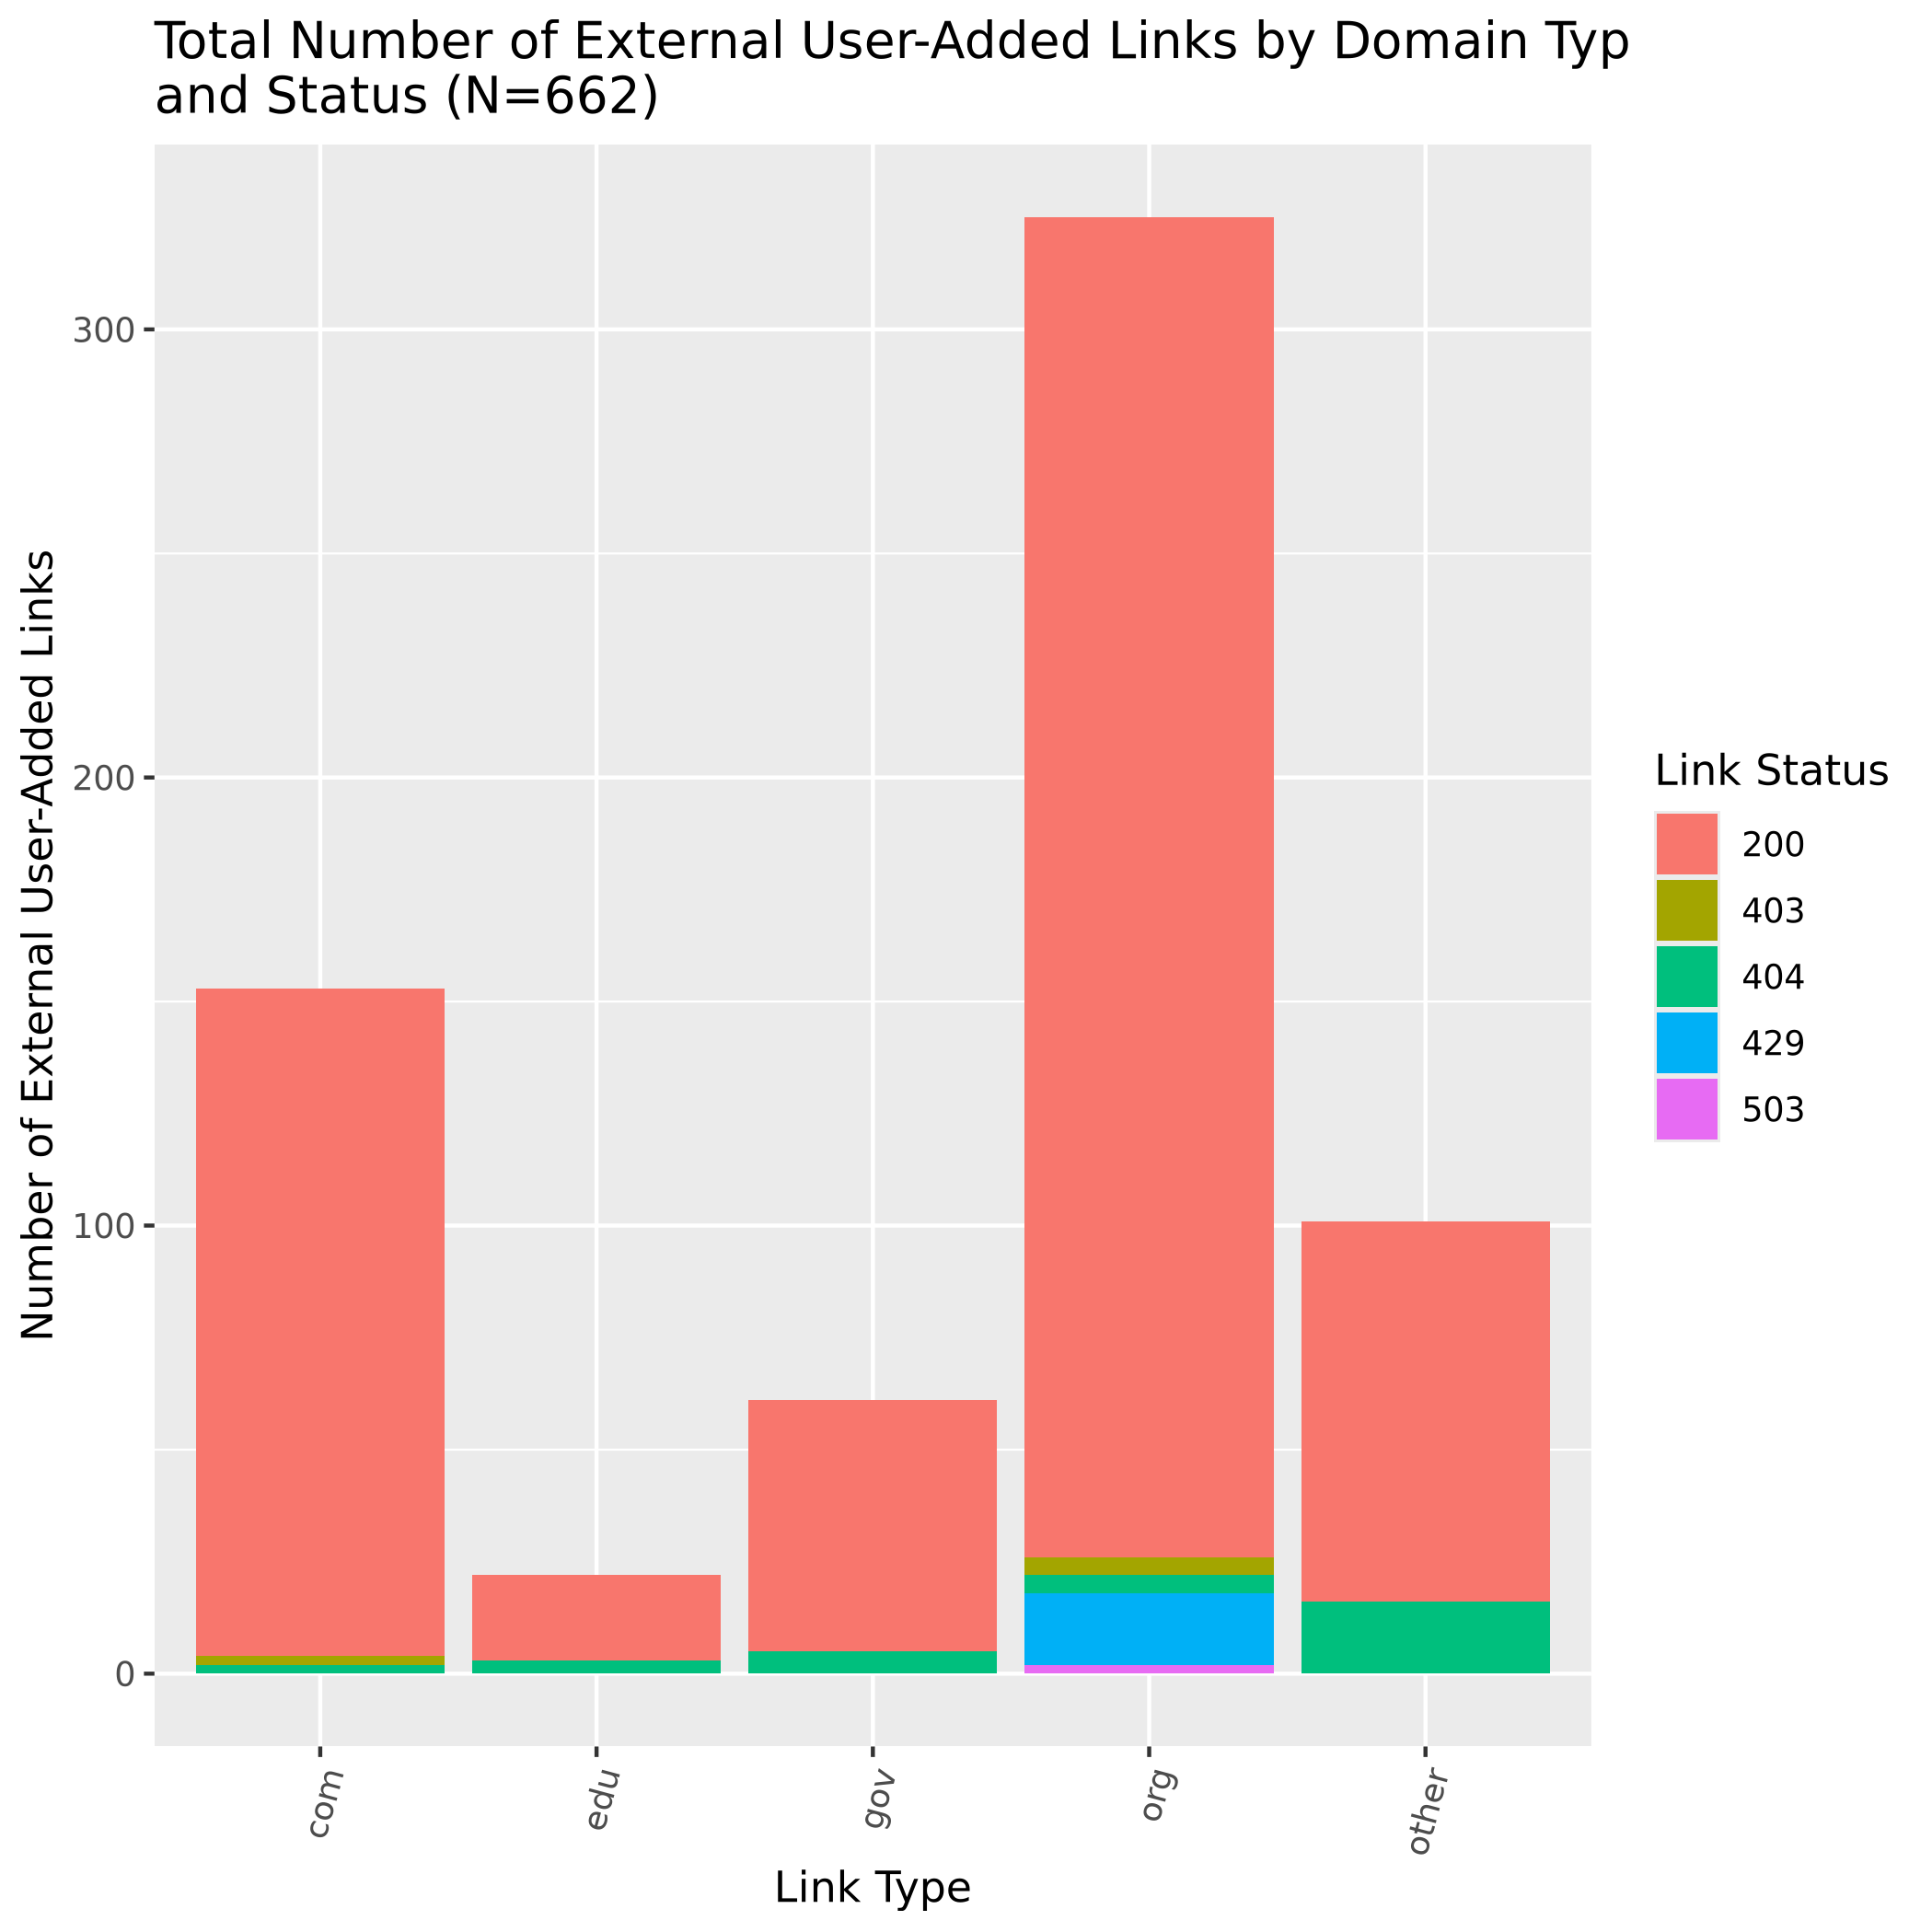 Total Number of External User-Added Links by Domain Typ
and Status (N=662)
Number of External User-Added Links
300
200
100
0
com
edu
gov
org
other
Link Type
Link Status
200
403
404
429
503